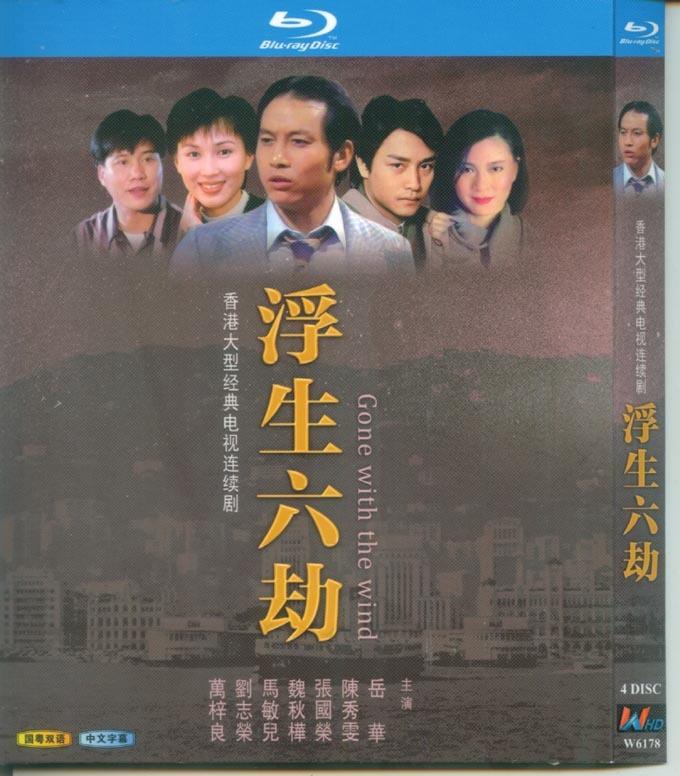 Blu-ray Disc
浮生六劫
Gone with the wind
香港大型经典电视连续剧
主演
岳華
陳秀雯
張國榮
魏秋樺
馬敏兒
劉志榮
萬梓良
国粤双语
中文字幕
Blu-ray Disc
香港大型经典电视连续剧
浮生六劫
4 DISC
W HD
W6178